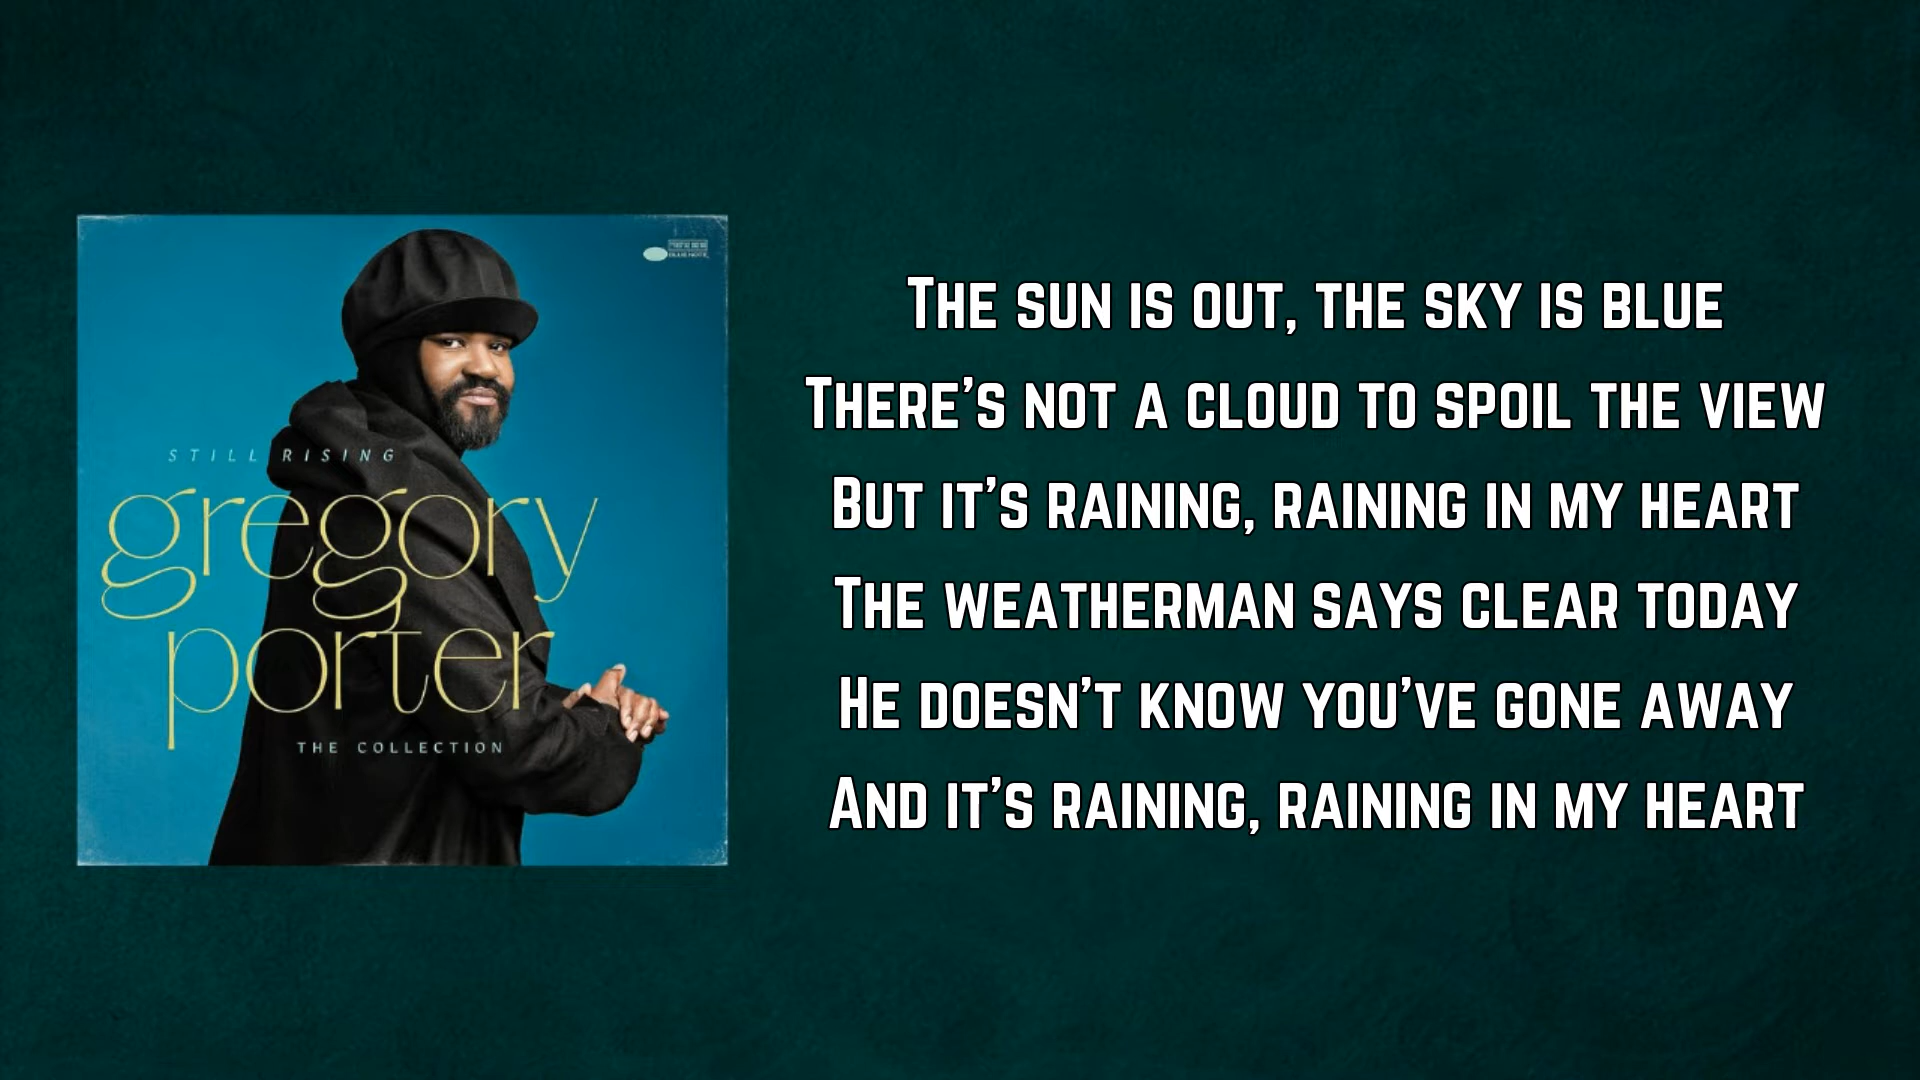 STILL RISING
gregory
porter
THE COLLECTION
BLUE NOTE
The sun is out, the sky is blue
There’s not a cloud to spoil the view
But it’s raining, raining in my heart
The weatherman says clear today
He doesn’t know you’ve gone away
And it’s raining, raining in my heart